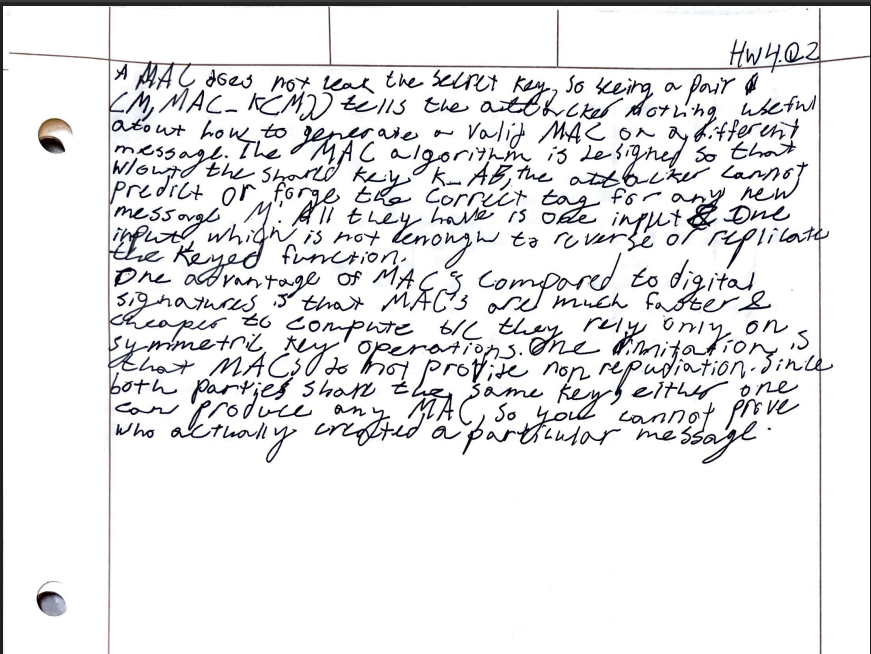 HW4.Q2
A MAC does not leak the secret key, so seeing a pair
(M, MAC_K(M)) tells the attacker nothing useful
about how to generate a valid MAC on a different
message. The MAC algorithm is designed so that
w/out the shared key K_AB, the attacker cannot
predict or forge the correct tag for any new
message M. All they have is one input & one
input, which is not enough to reverse or replicate
the keyed function.
One advantage of MAC's compared to digital
signatures is that MAC's are much faster &
cheaper to compute b/c they rely only on
symmetric key operations. One limitation is
that MACs do not provide non repudiation. Since
both parties share the same key, either one
can produce any MAC, so you cannot prove
who actually created a particular message.